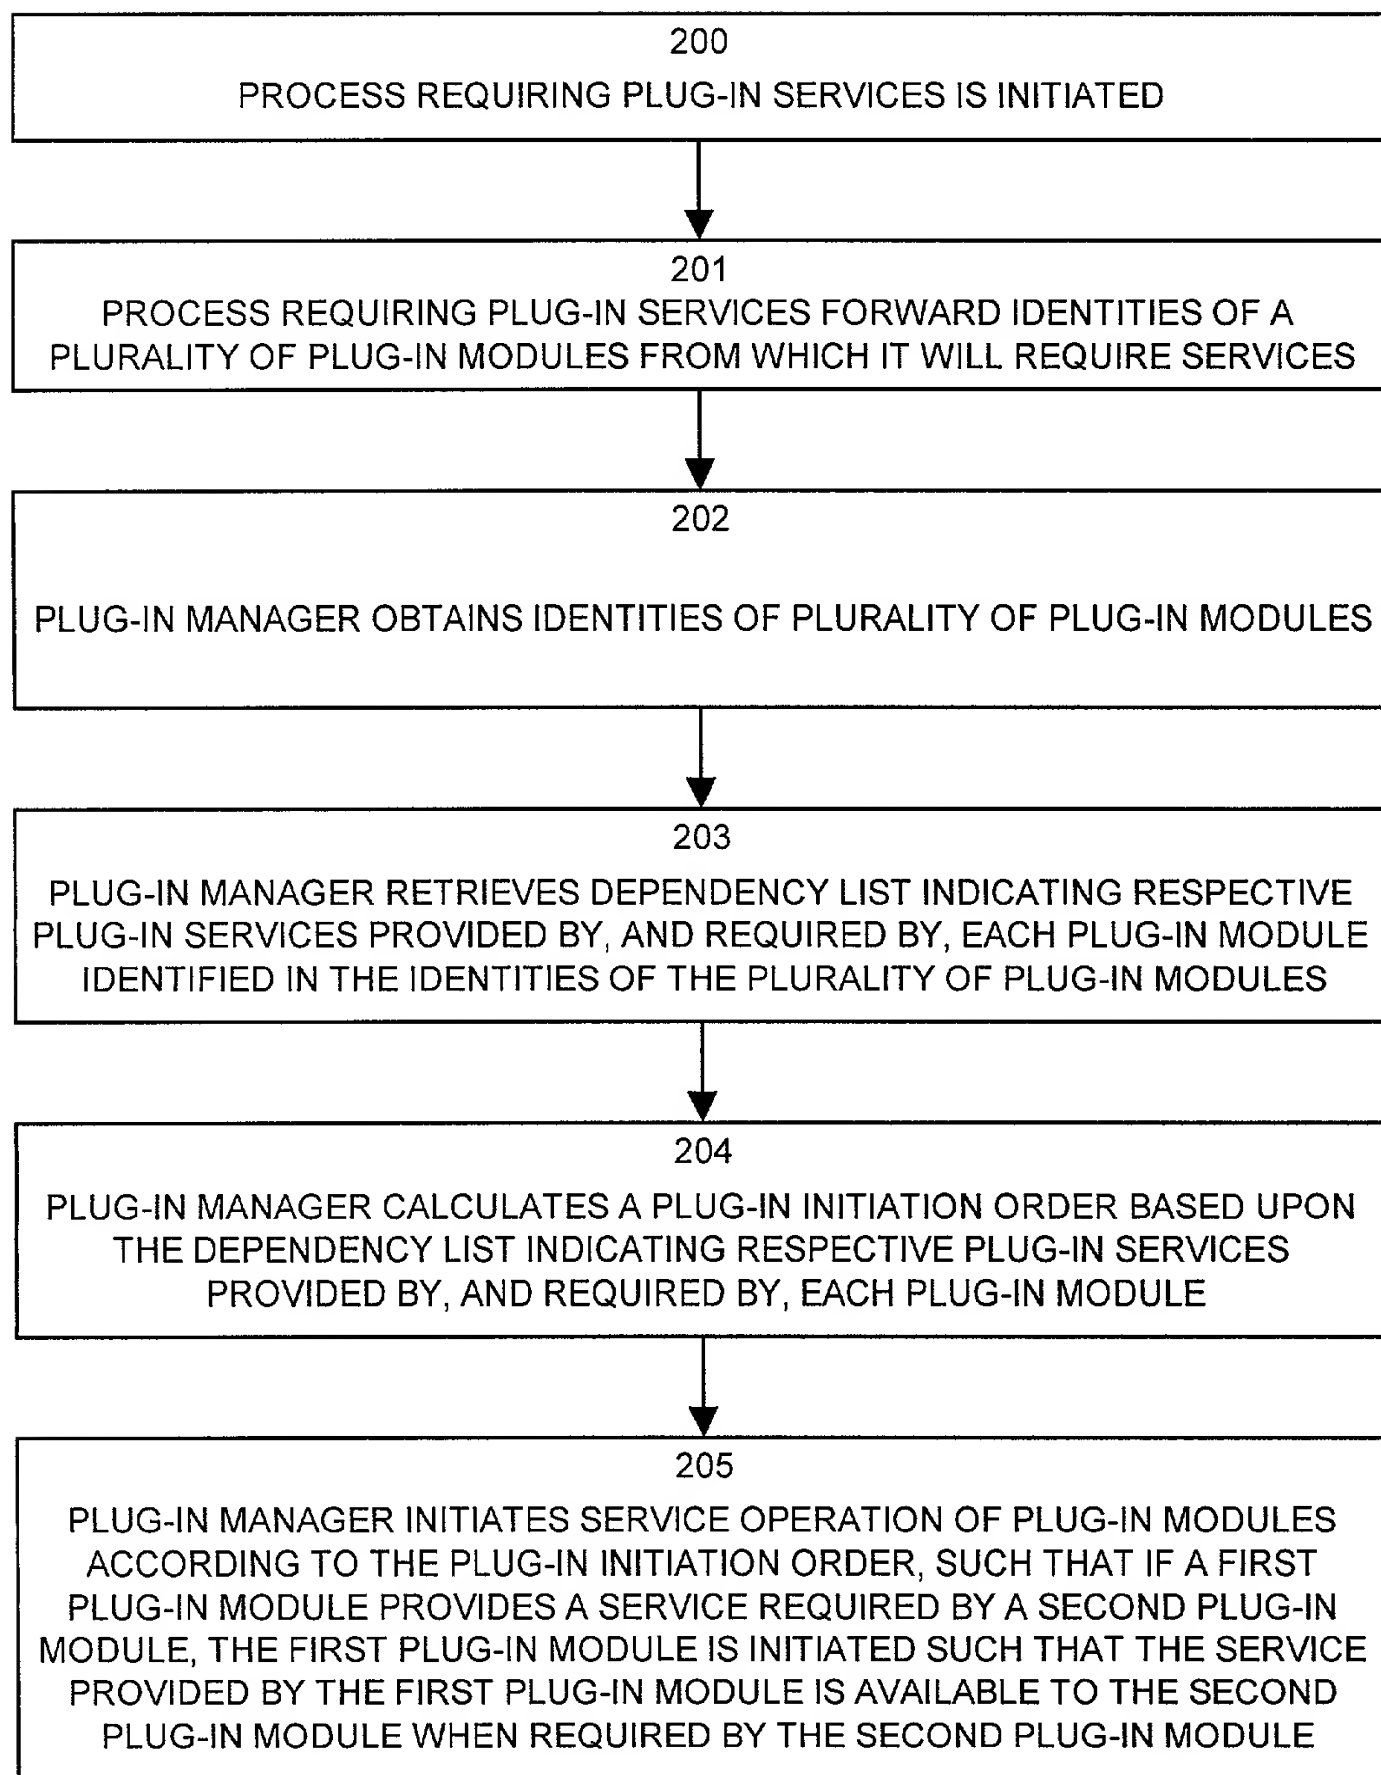 200
PROCESS REQUIRING PLUG-IN SERVICES IS INITIATED
201
PROCESS REQUIRING PLUG-IN SERVICES FORWARD IDENTITIES OF A
PLURALITY OF PLUG-IN MODULES FROM WHICH IT WILL REQUIRE SERVICES
202
PLUG-IN MANAGER OBTAINS IDENTITIES OF PLURALITY OF PLUG-IN MODULES
203
PLUG-IN MANAGER RETRIEVES DEPENDENCY LIST INDICATING RESPECTIVE
PLUG-IN SERVICES PROVIDED BY, AND REQUIRED BY, EACH PLUG-IN MODULE
IDENTIFIED IN THE IDENTITIES OF THE PLURALITY OF PLUG-IN MODULES
204
PLUG-IN MANAGER CALCULATES A PLUG-IN INITIATION ORDER BASED UPON
THE DEPENDENCY LIST INDICATING RESPECTIVE PLUG-IN SERVICES
PROVIDED BY, AND REQUIRED BY, EACH PLUG-IN MODULE
205
PLUG-IN MANAGER INITIATES SERVICE OPERATION OF PLUG-IN MODULES
ACCORDING TO THE PLUG-IN INITIATION ORDER, SUCH THAT IF A FIRST
PLUG-IN MODULE PROVIDES A SERVICE REQUIRED BY A SECOND PLUG-IN
MODULE, THE FIRST PLUG-IN MODULE IS INITIATED SUCH THAT THE SERVICE
PROVIDED BY THE FIRST PLUG-IN MODULE IS AVAILABLE TO THE SECOND
PLUG-IN MODULE WHEN REQUIRED BY THE SECOND PLUG-IN MODULE